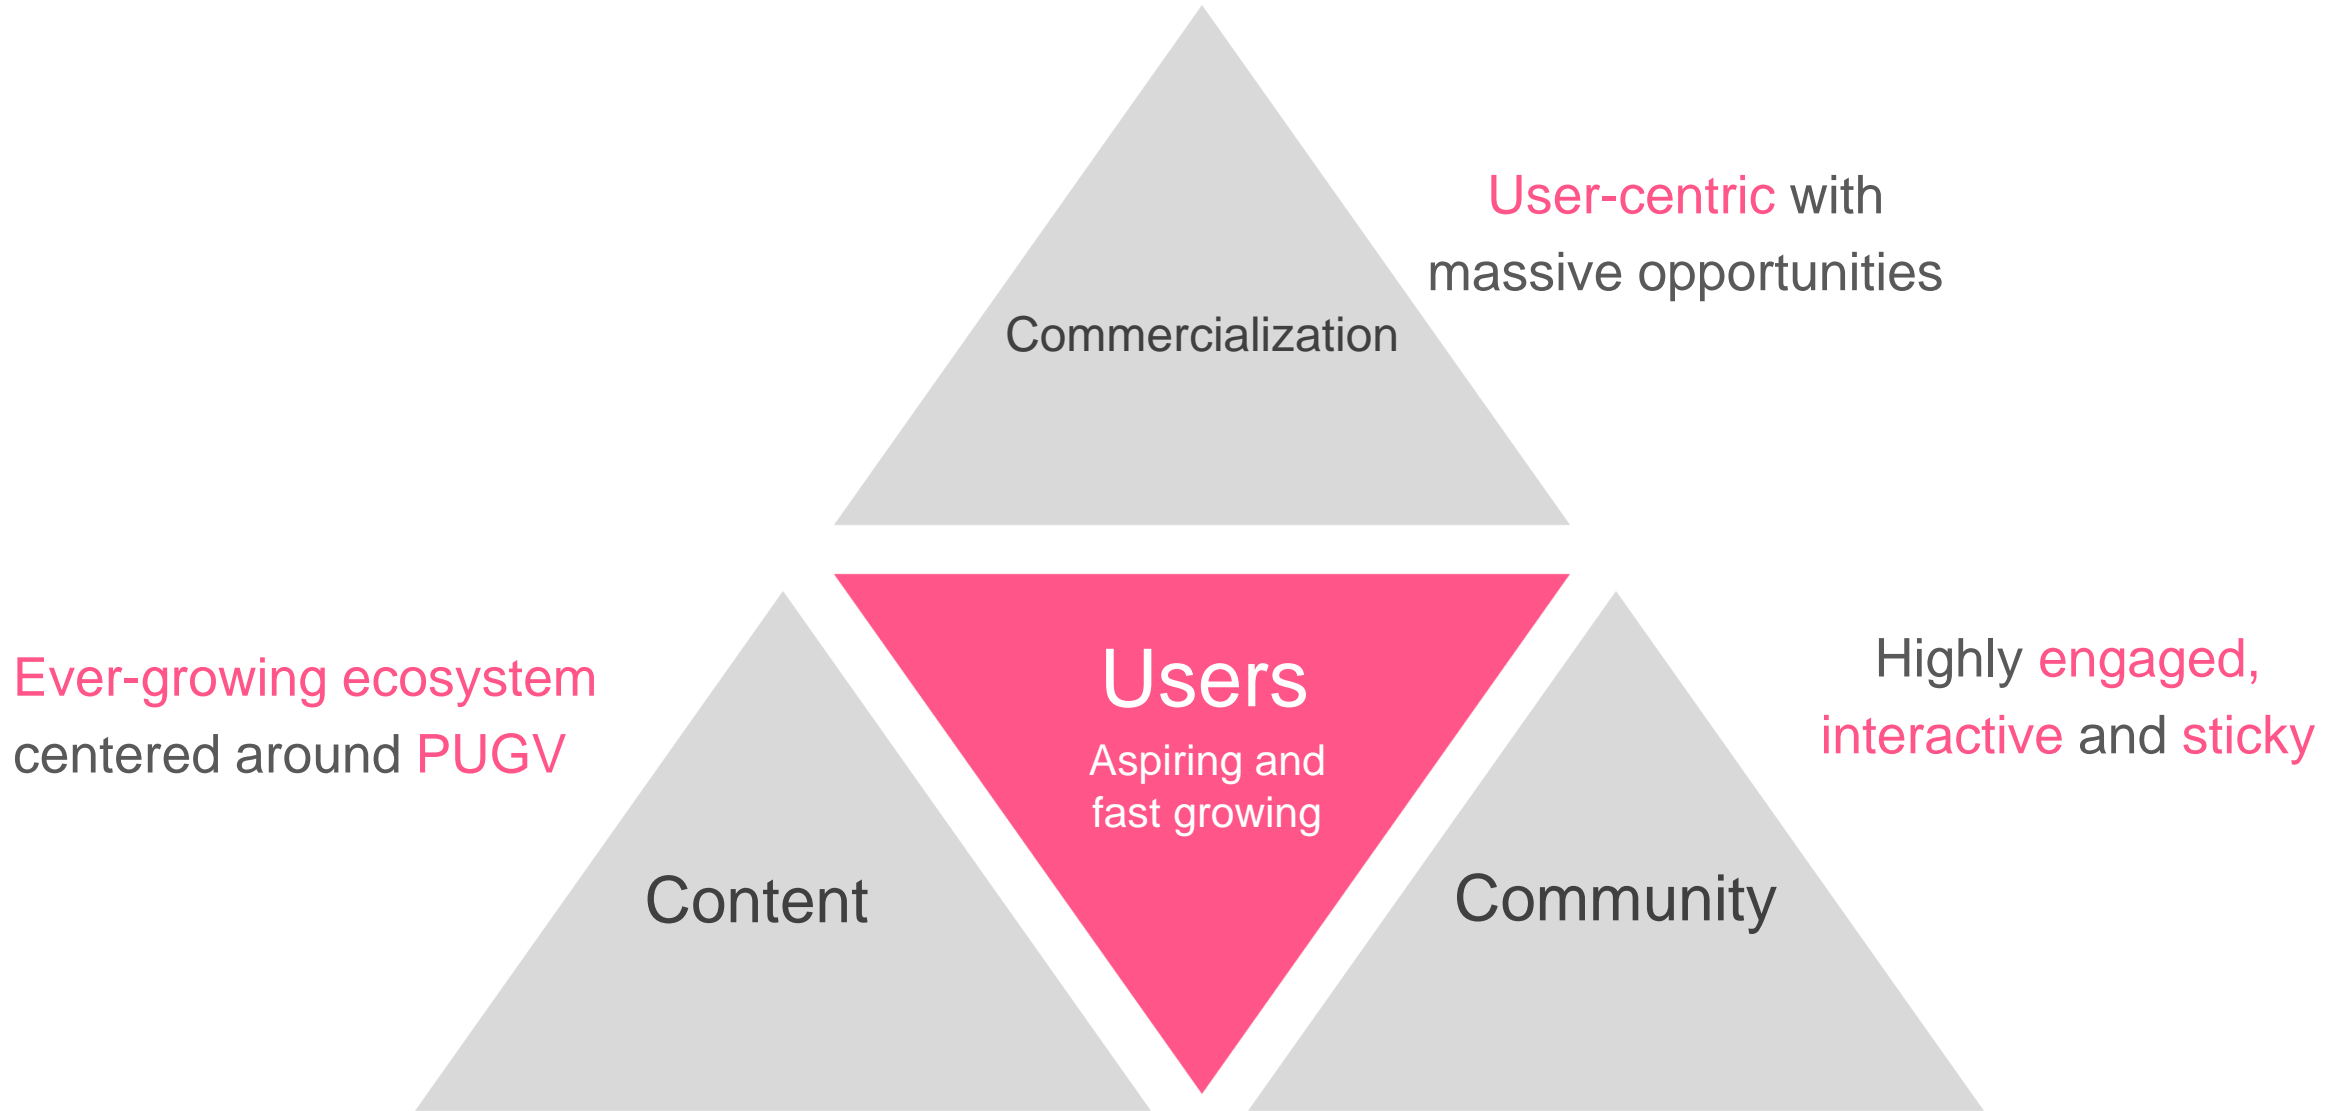 User-centric with
massive opportunities
Commercialization
Ever-growing ecosystem
centered around PUGV
Users
Aspiring and
fast growing
Highly engaged,
interactive and sticky
Content
Community